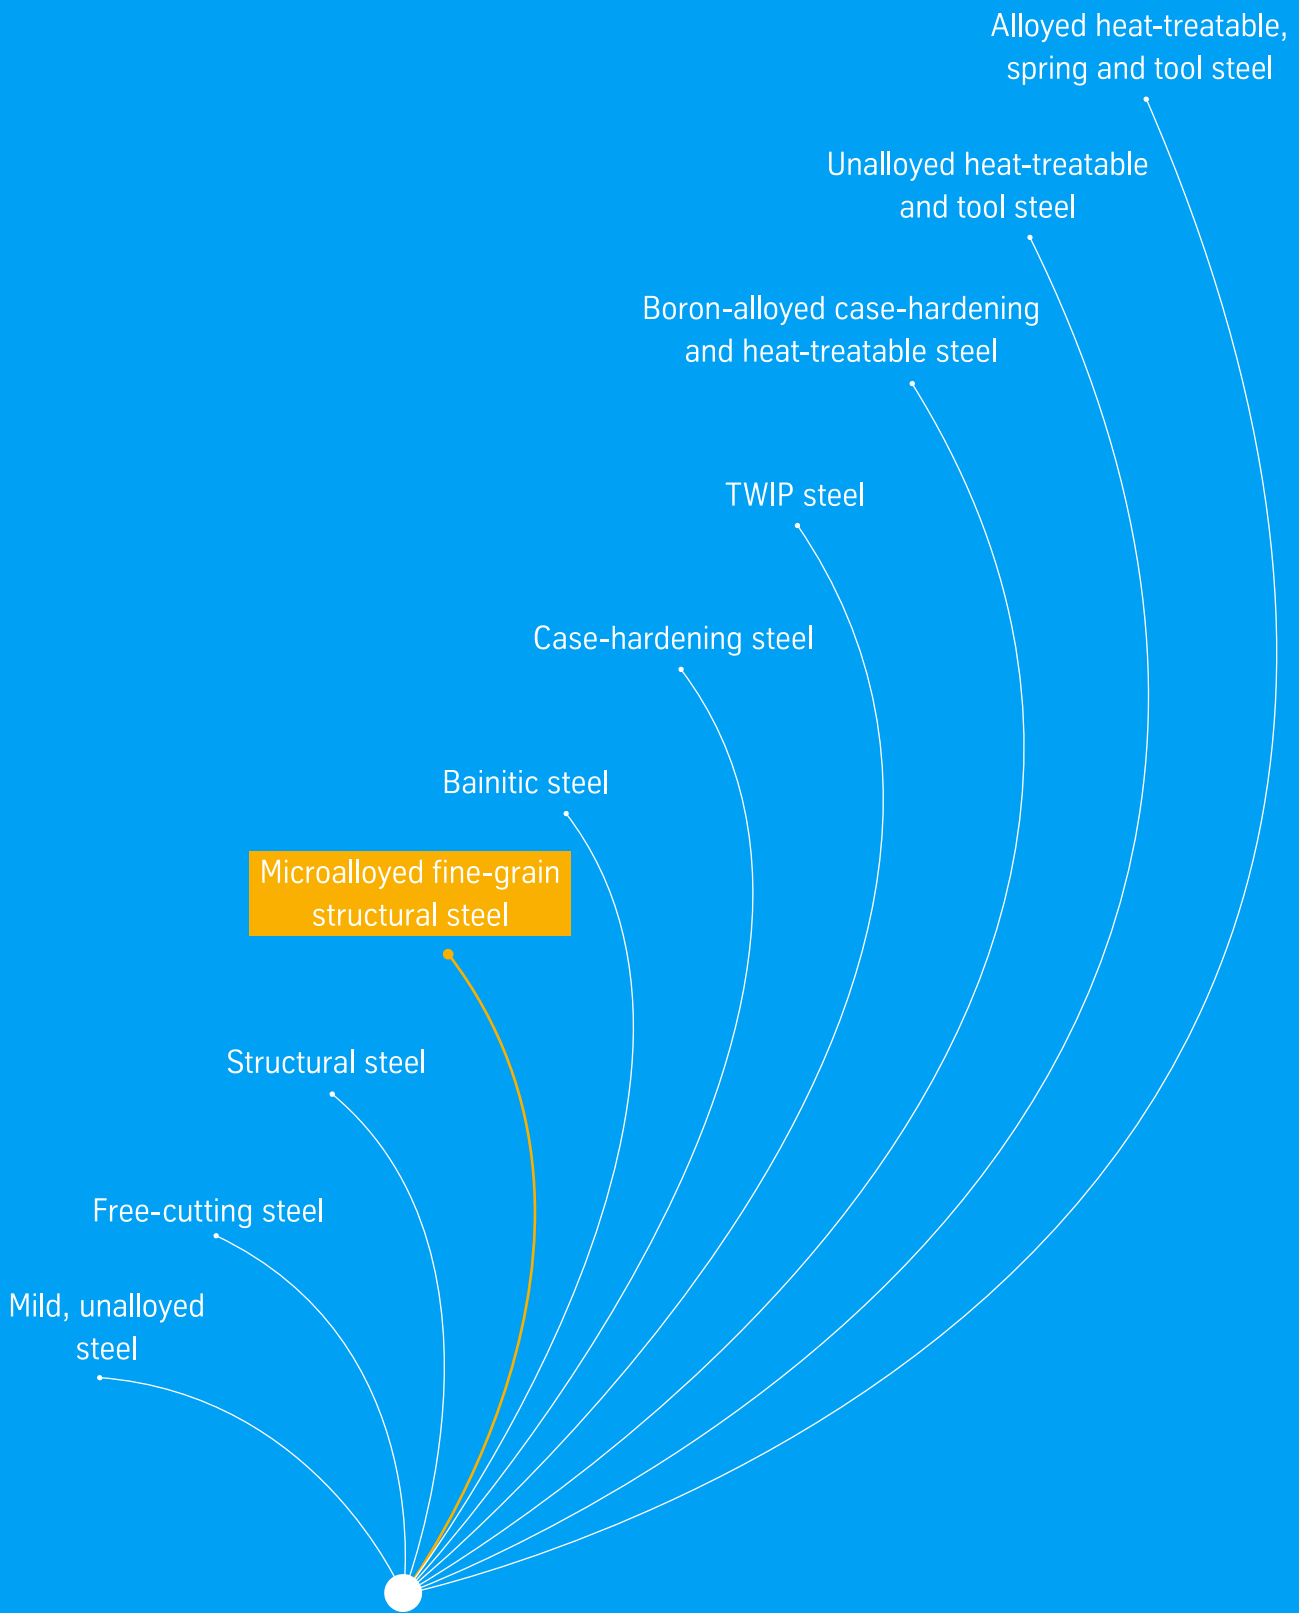 Alloyed heat-treatable,
spring and tool steel
Unalloyed heat-treatable
and tool steel
Boron-alloyed case-hardening
and heat-treatable steel
TWIP steel
Case-hardening steel
Bainitic steel
Microalloyed fine-grain
structural steel
Structural steel
Free-cutting steel
Mild, unalloyed
steel